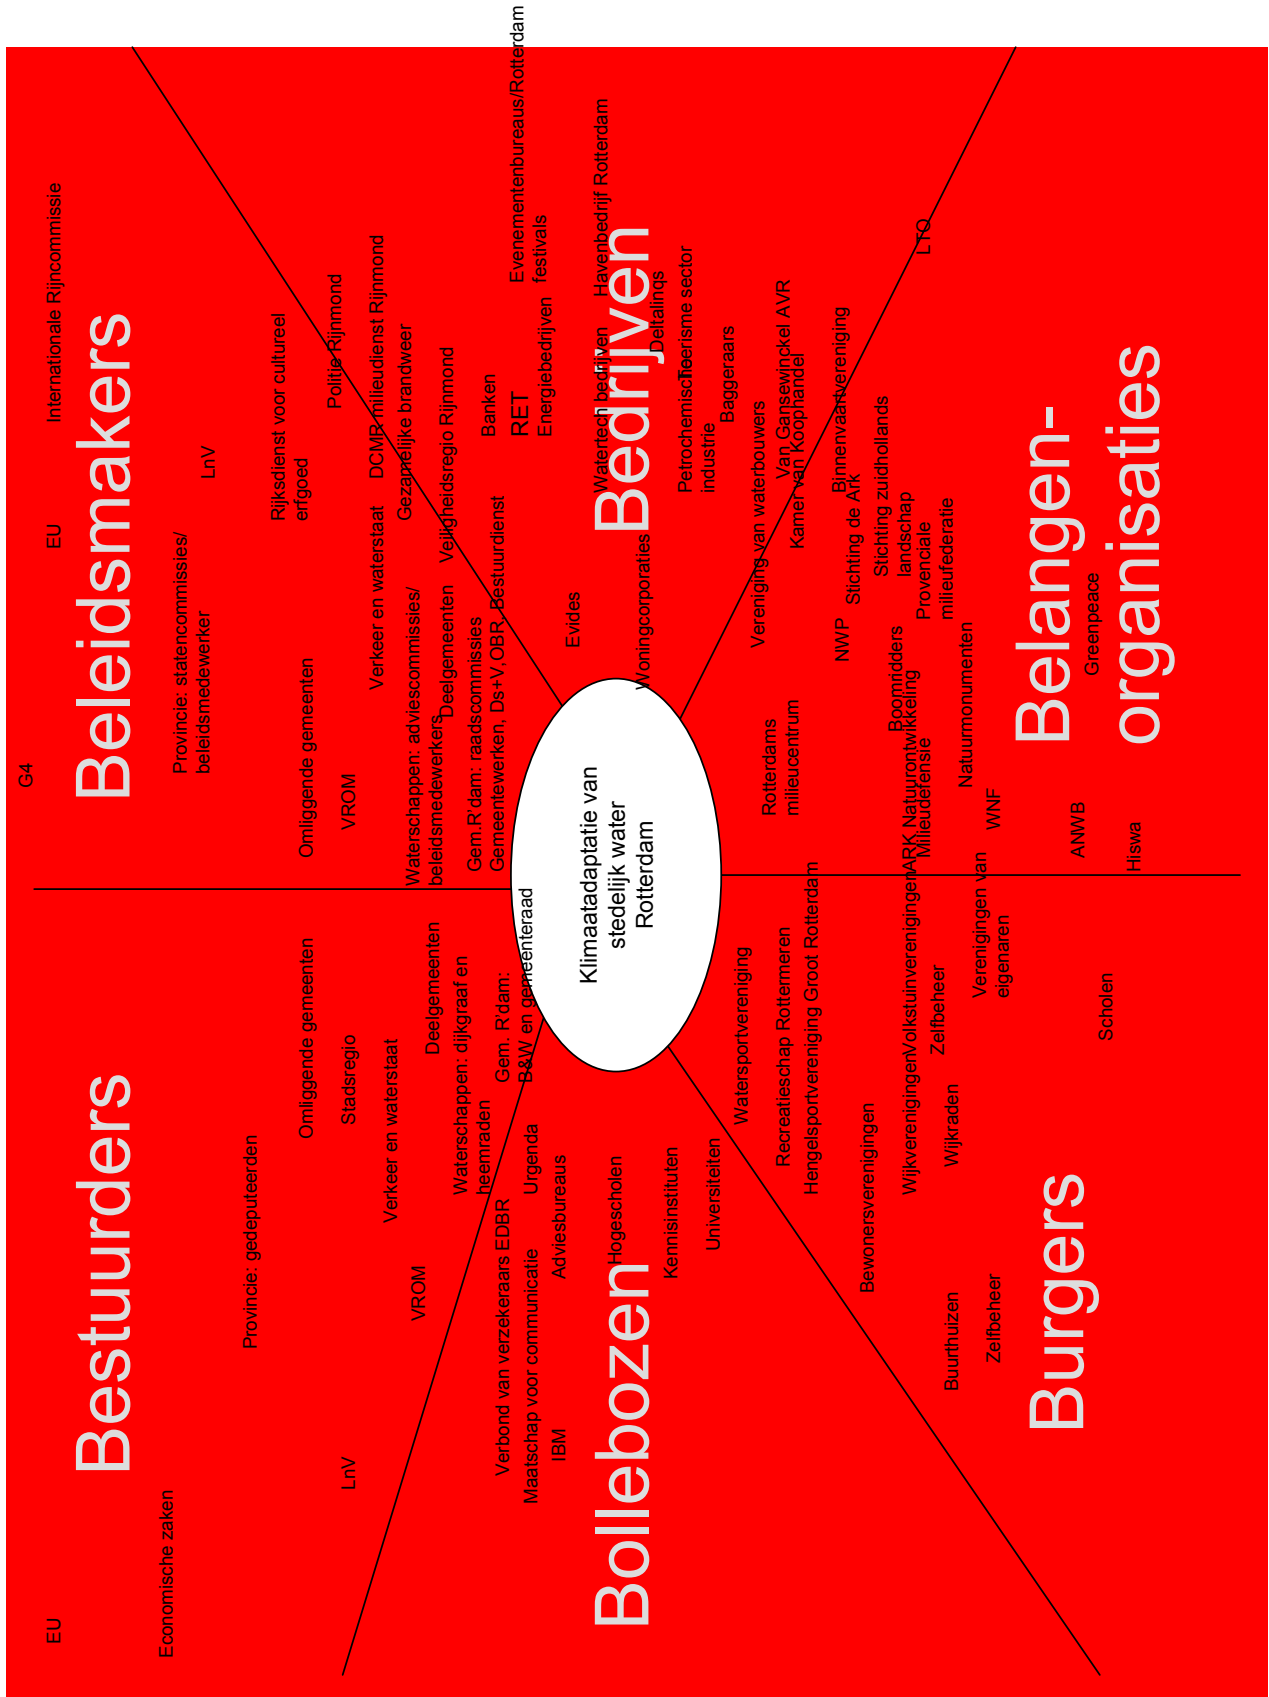 Bestuurders
EU
Economische zaken
LnV
Provincie: gedeputeerden
VROM
Omliggende gemeenten
Stadsregio
Verkeer en waterstaat
Deelgemeenten
Waterschappen: dijkgraaf en
heemraden
Gem. R'dam:
B&W en gemeenteraad
Beleidsmakers
G4
EU
Internationale Rijncommissie
Provincie: statencommissies/
beleidsmedewerker
LnV
Rijksdienst voor cultureel
erfgoed
Omliggende gemeenten
Politie Rijnmond
VROM
Verkeer en waterstaat
DCMR milieudienst Rijnmond
Gezamelijke brandweer
Waterschappen: adviescommissies/
beleidsmedewerkers
Deelgemeenten
Veiligheidsregio Rijnmond
Gem.R'dam: raadscommissies
Gemeentewerken, Ds+V,OBR, Bestuurdienst
Bollebozen
Verbond van verzekeraars EDBR
Urgenda
Maatschap voor communicatie
Adviesbureaus
IBM
Hogescholen
Kennisinstituten
Universiteiten
Klimaatadaptatie van
stedelijk water
Rotterdam
Bedrijven
Banken
RET
Energiebedrijven
Evenementenbureaus/Rotterdam
festivals
Evides
Watertech bedrijven
Havenbedrijf Rotterdam
Woningcorporaties
Deltalinqs
Petrochemische
industrie
Toerisme sector
Baggeraars
Vereniging van waterbouwers
Van Gansewinckel AVR
Kamer van Koophandel
Binnenvaartvereniging
LTO
Burgers
Watersportvereniging
Recreatieschap Rottermeren
Hengelsportvereniging Groot Rotterdam
Bewonersverenigingen
Wijkverenigingen
Volkstuinverenigingen
Zelfbeheer
Wijkraden
Buurthuizen
Verenigingen van
eigenaren
Zelfbeheer
Scholen
Belangen-
organisaties
Rotterdams
milieucentrum
NWP
Stichting de Ark
Stichting zuidhollands
landschap
Boomridders
ARK Natuurontwikkeling
Provenciale
milieufederatie
Milieudefensie
Natuurmonumenten
WNF
Greenpeace
ANWB
Hiswa